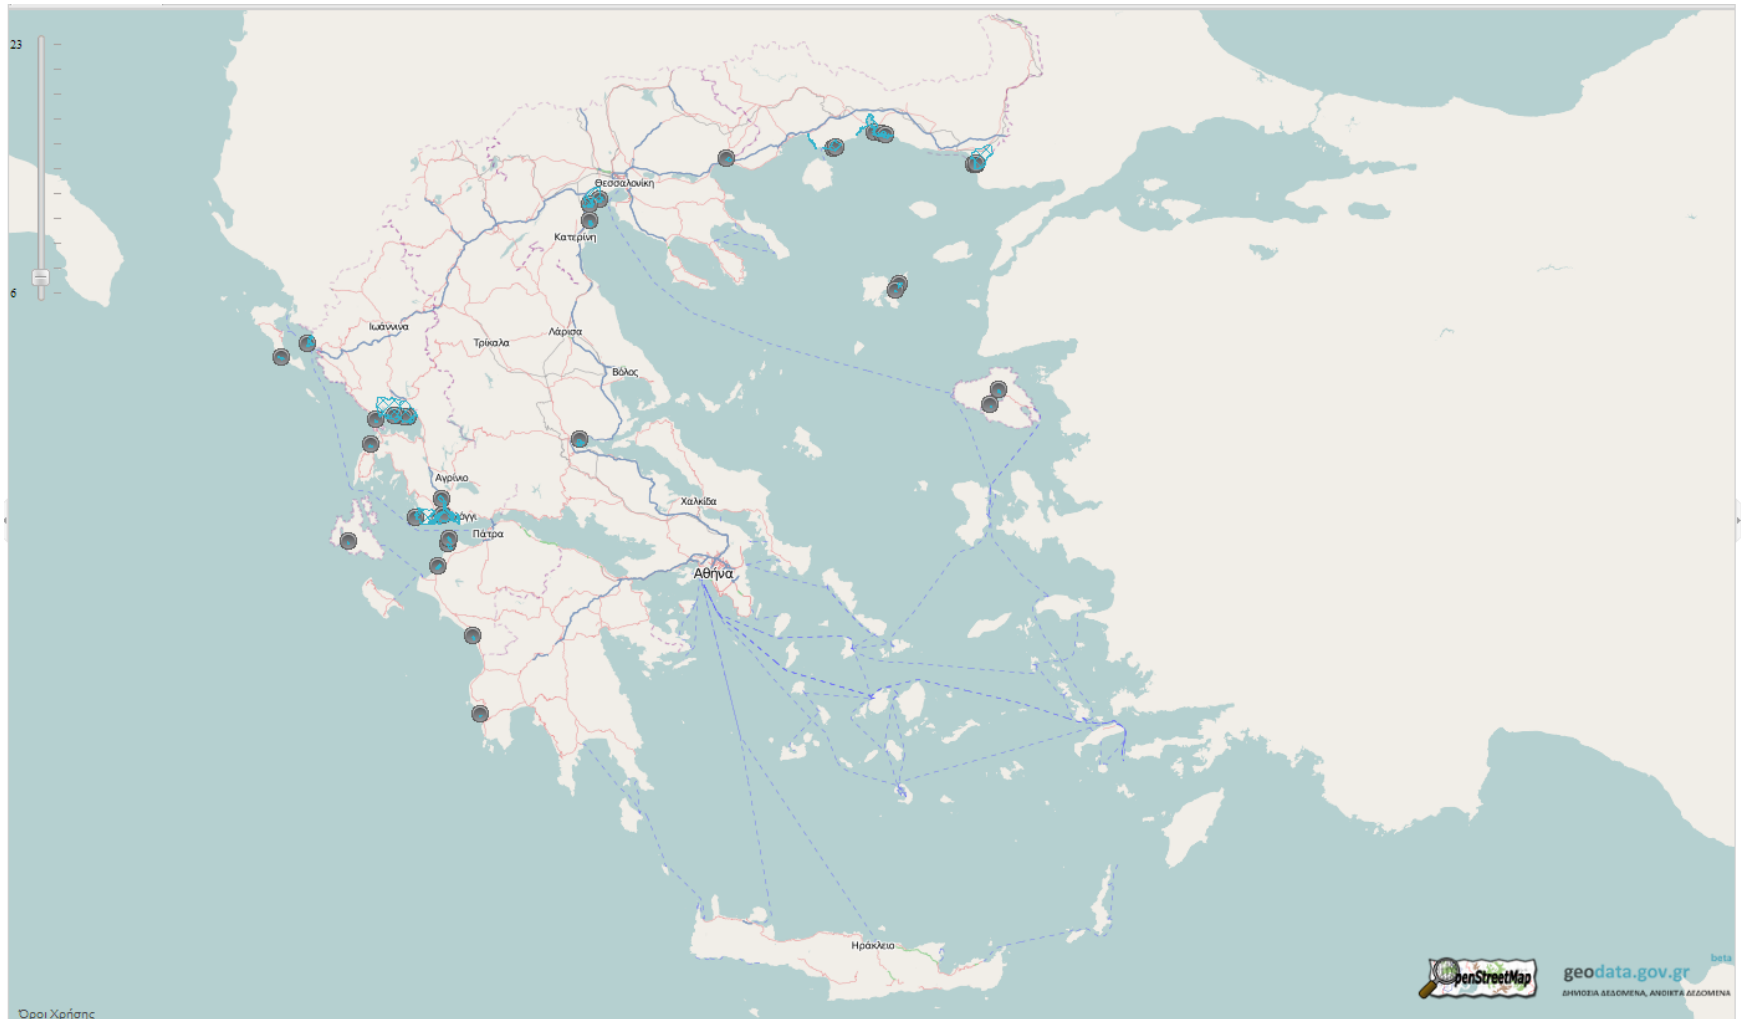 23
6
Θεσσαλονίκη
Κατερίνη
Ιωάννινα
Λάρισα
Τρίκαλα
Βόλος
Αγρίνιο
Χαλκίδα
Πάτρα
Αθήνα
Ηράκλειο
beta
OpenStreetMap
geodata.gov.gr
ΔΗΜΟΣΙΑ ΔΕΔΟΜΕΝΑ, ΑΝΟΙΚΤΑ ΔΕΔΟΜΕΝΑ
Όροι Χρήσης